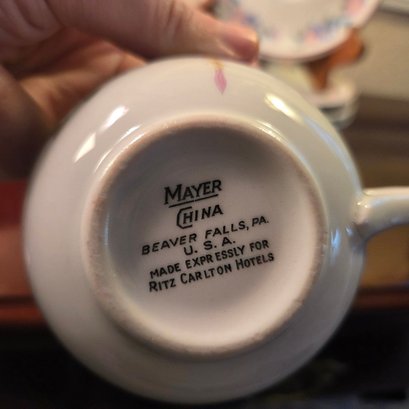 MAYER
CHINA
BEAVER FALLS, PA.
U. S. A.
MADE EXPRESSLY FOR
RITZ CARLTON HOTELS